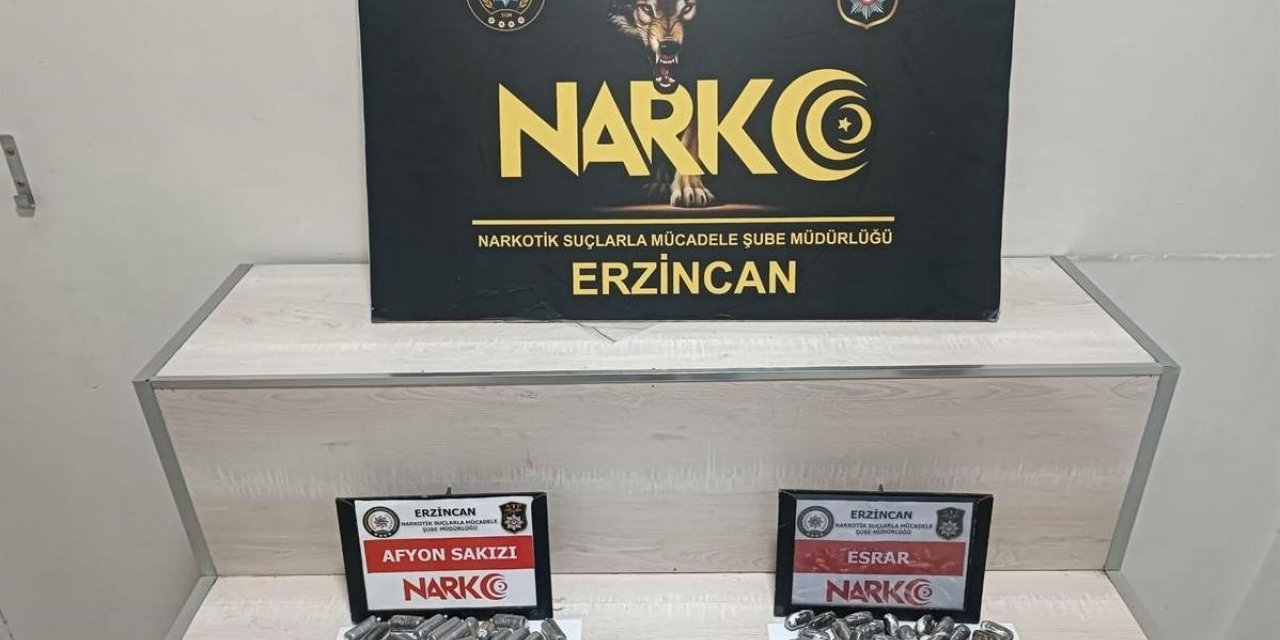 NARKO
NARKOTİK SUÇLARLA MÜCADELE ŞUBE MÜDÜRLÜĞÜ
ERZİNCAN
ERZİNCAN
NARKOTİK SUÇLARLA MÜCADELE
ŞUBE MÜDÜRLÜĞÜ
AFYON SAKIZI
NARKO
ERZİNCAN
NARKOTİK SUÇLARLA MÜCADELE
ŞUBE MÜDÜRLÜĞÜ
ESRAR
NARKO